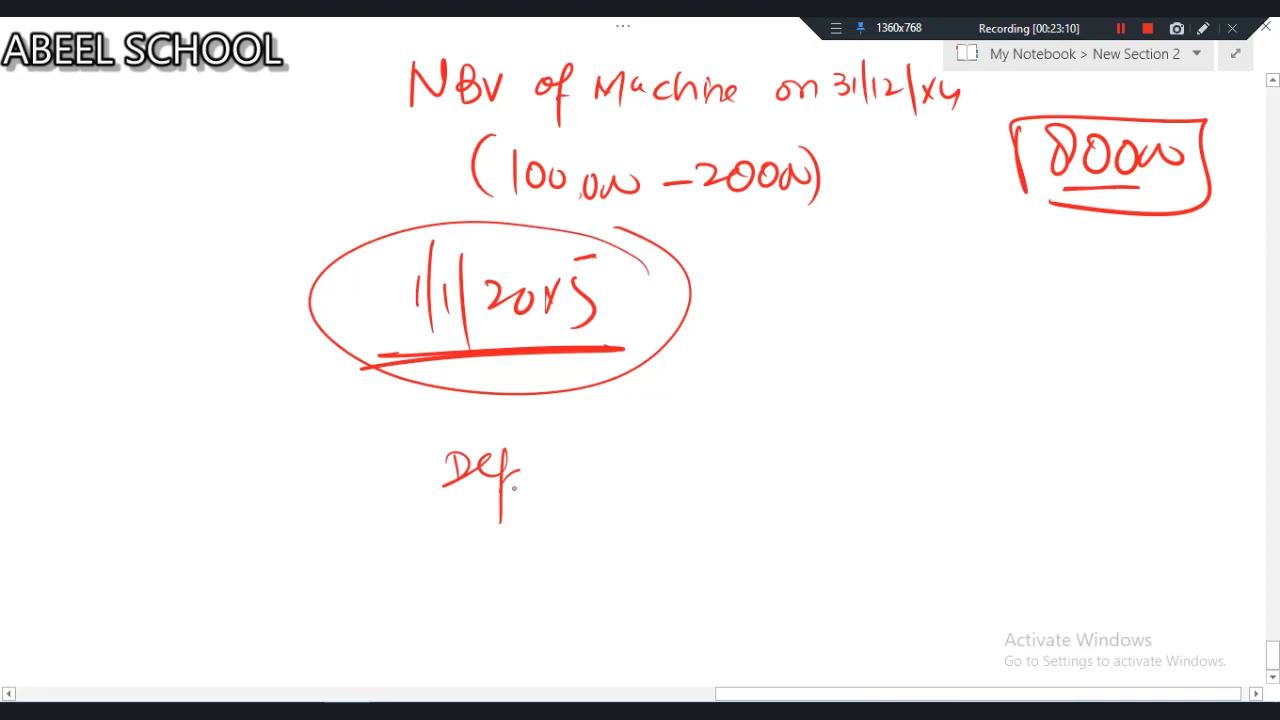 ABEEL SCHOOL
1360x768
Recording [00:23:10]
My Notebook > New Section 2
NBV of Machine on 31/12/x4
(100,000 - 20000)
80000
1/1/20x5
Dep
Activate Windows
Go to Settings to activate Windows.